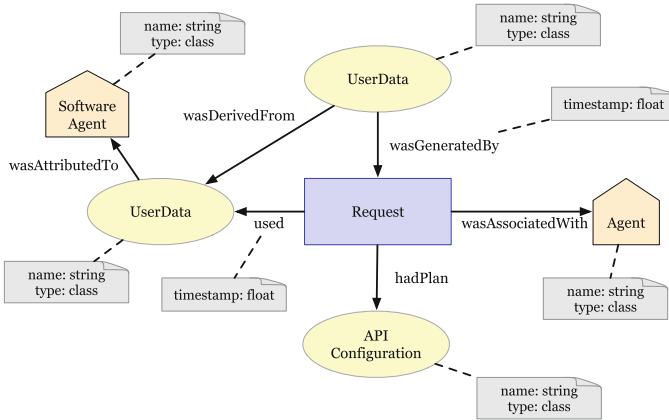 name: string
type: class
name: string
type: class
UserData
Software
Agent
wasDerivedFrom
timestamp: float
wasGeneratedBy
wasAttributedTo
UserData
Request
used
wasAssociatedWith
Agent
name: string
type: class
timestamp: float
hadPlan
name: string
type: class
API
Configuration
name: string
type: class